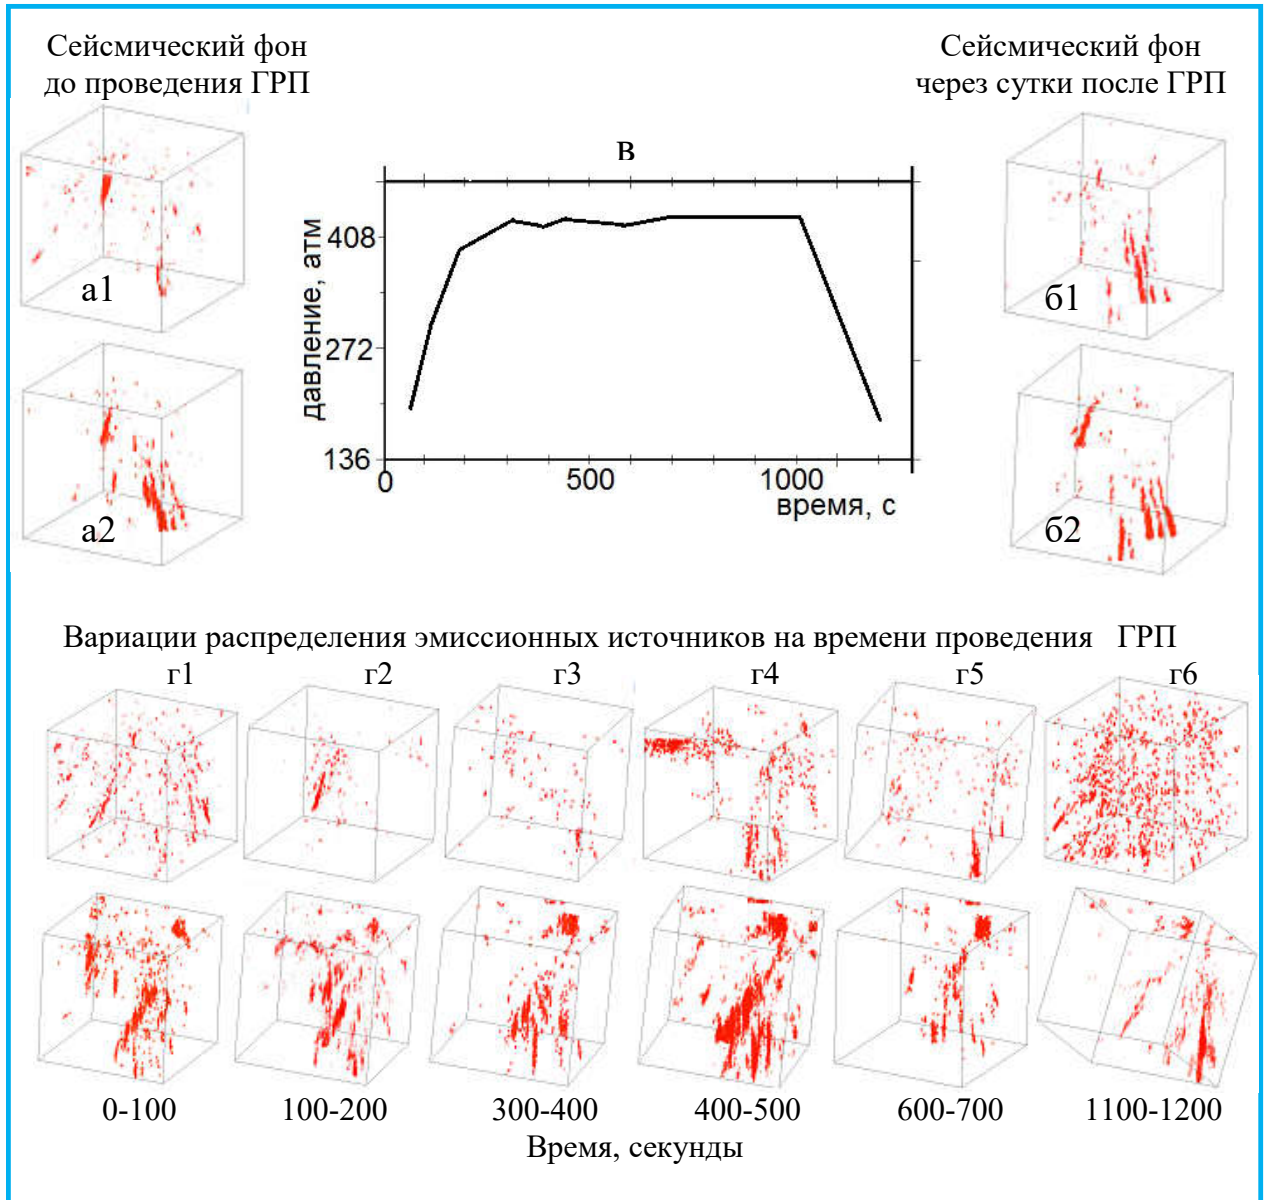 Сейсмический фон
до проведения ГРП
Сейсмический фон
через сутки после ГРП
а1
а2
в
давление, атм
408
272
136
0
500
1000
время, с
б1
б2
Вариации распределения эмиссионных источников на времени проведения ГРП
г1 г2 г3 г4 г5 г6
0-100 100-200 300-400 400-500 600-700 1100-1200
Время, секунды